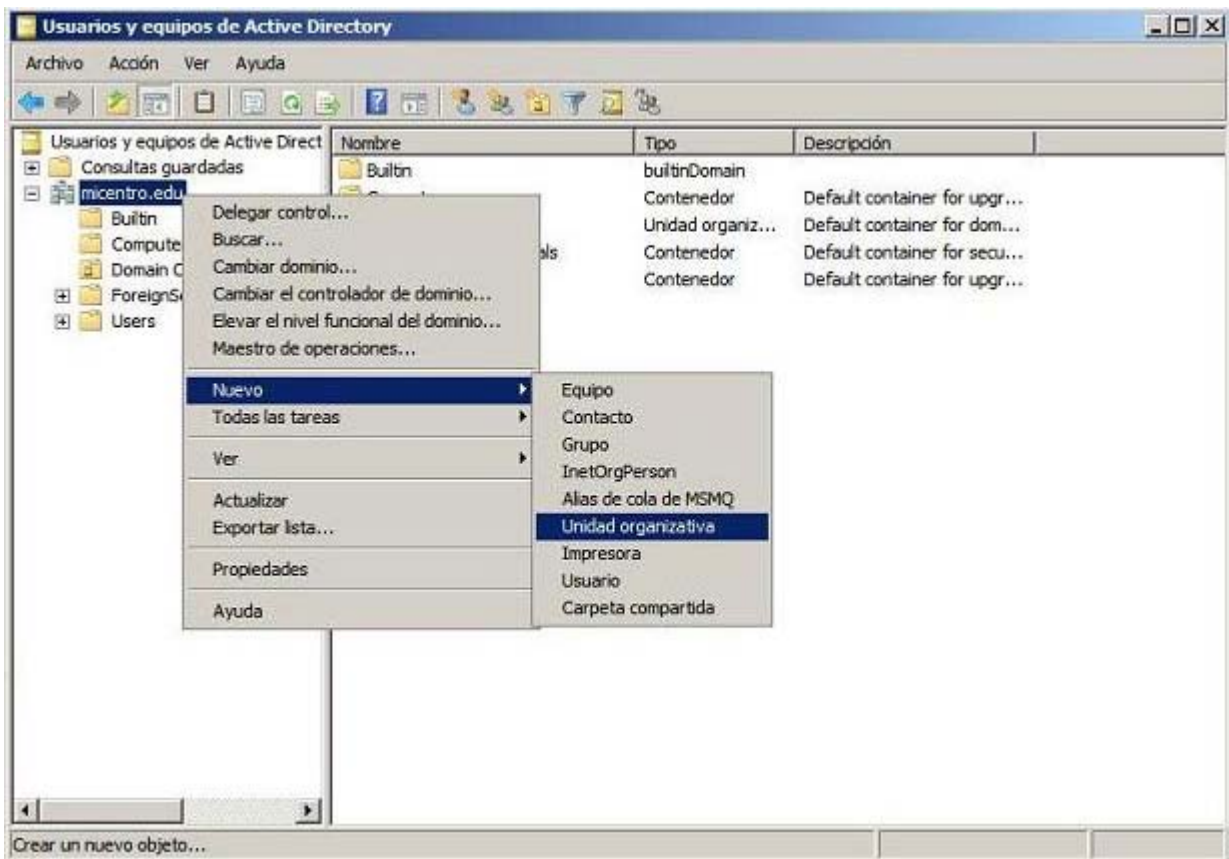 Usuarios y equipos de Active Directory
Archivo Acción Ver Ayuda
Usuarios y equipos de Active Direct
Consultas guardadas
micentro.edu
Builtin
Compute
Domain C
ForeignS
Users
Nombre Tipo Descripción
Builtin builtinDomain
Contenedor Default container for upgr...
Unidad organiz... Default container for dom...
als Contenedor Default container for secu...
Contenedor Default container for upgr...
Delegar control...
Buscar...
Cambiar dominio...
Cambiar el controlador de dominio...
Elevar el nivel funcional del dominio...
Maestro de operaciones...
Nuevo
Todas las tareas
Ver
Actualizar
Exportar lista...
Propiedades
Ayuda
Equipo
Contacto
Grupo
InetOrgPerson
Alias de cola de MSMQ
Unidad organizativa
Impresora
Usuario
Carpeta compartida
Crear un nuevo objeto...